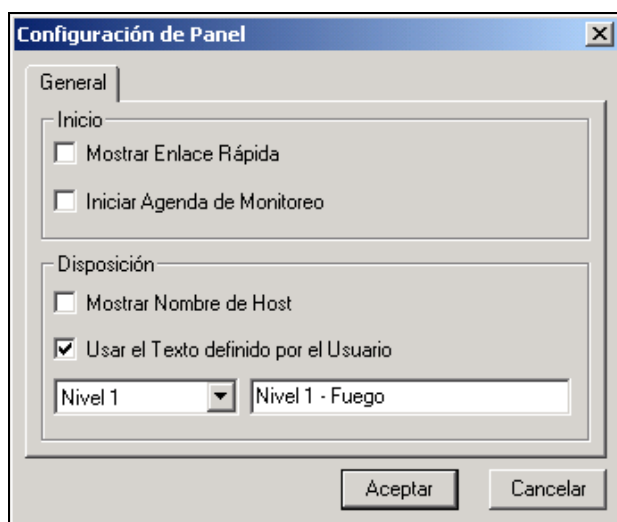 Configuración de Panel
General
Inicio
Mostrar Enlace Rápida
Iniciar Agenda de Monitoreo
Disposición
Mostrar Nombre de Host
Usar el Texto definido por el Usuario
Nivel 1 Nivel 1 - Fuego
Aceptar Cancelar